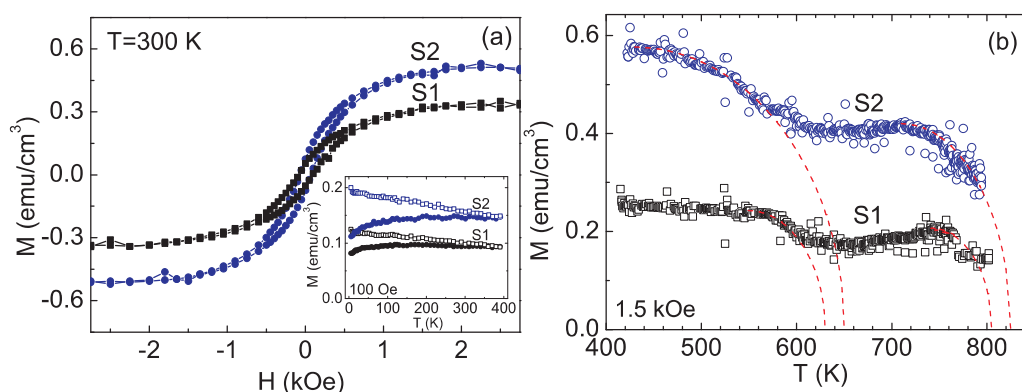 T=300 K
(a)
S2
S1
M (emu/cm³)
0.6
0.3
0.0
-0.3
-0.6
-2
-1
0
1
2
H (kOe)
M (emu/cm³)
0.2
0.1
0.0
S2
S1
100 Oe
0
100
200
300
400
T (K)
(b)
S2
S1
M (emu/cm³)
0.6
0.4
0.2
0.0
1.5 kOe
400
500
600
700
800
T (K)